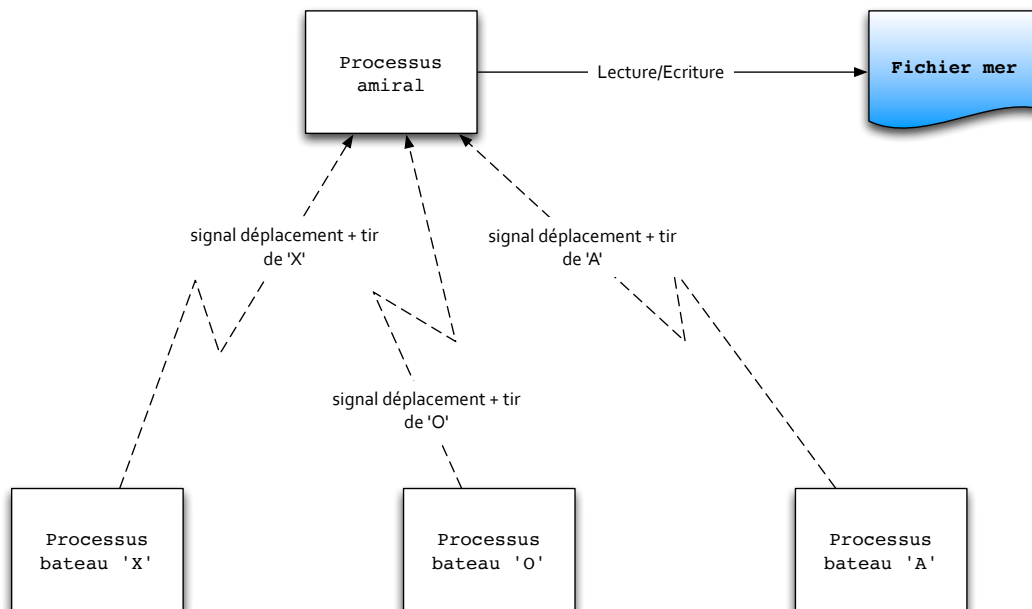 Processus
amiral
Lecture/Ecriture
Fichier mer
signal déplacement + tir
de 'X'
signal déplacement + tir
de 'A'
signal déplacement + tir
de 'O'
Processus
bateau 'X'
Processus
bateau 'O'
Processus
bateau 'A'